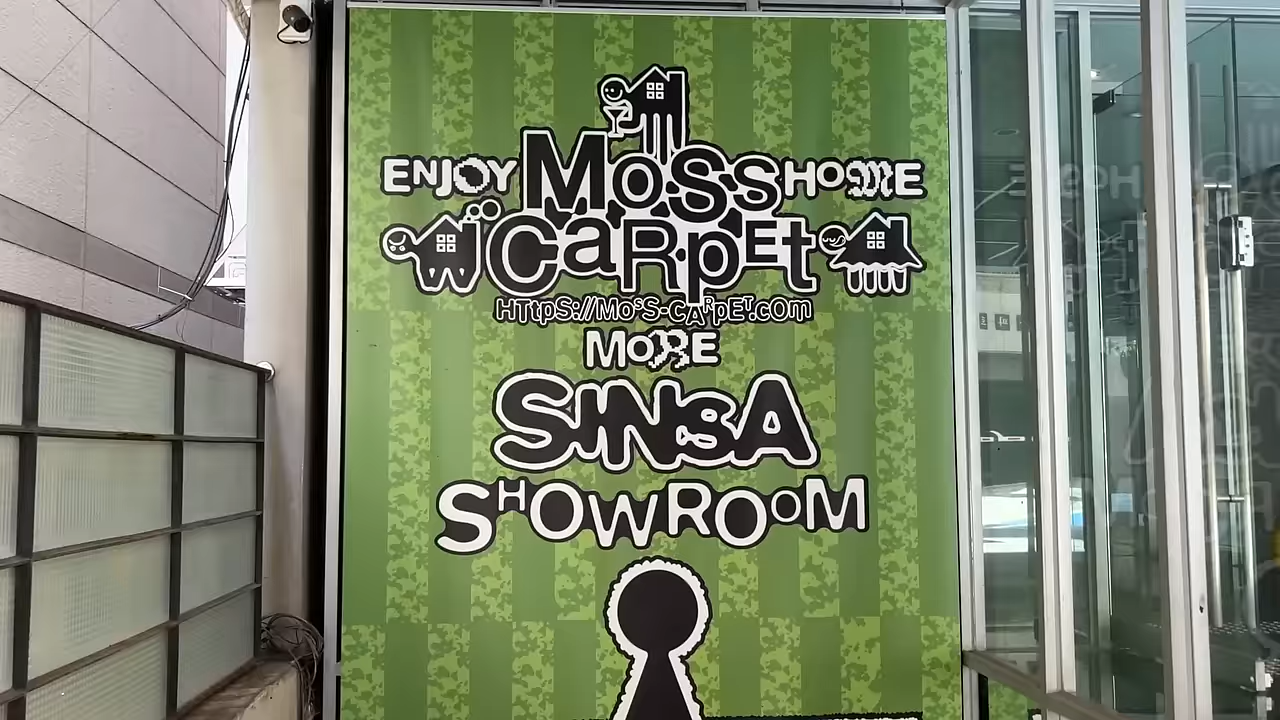 ENJOY MoSS HOME
CaRpEt
HttpS://MoSS-CARpET.cOm
MORE
SINSA
SHOWROOM